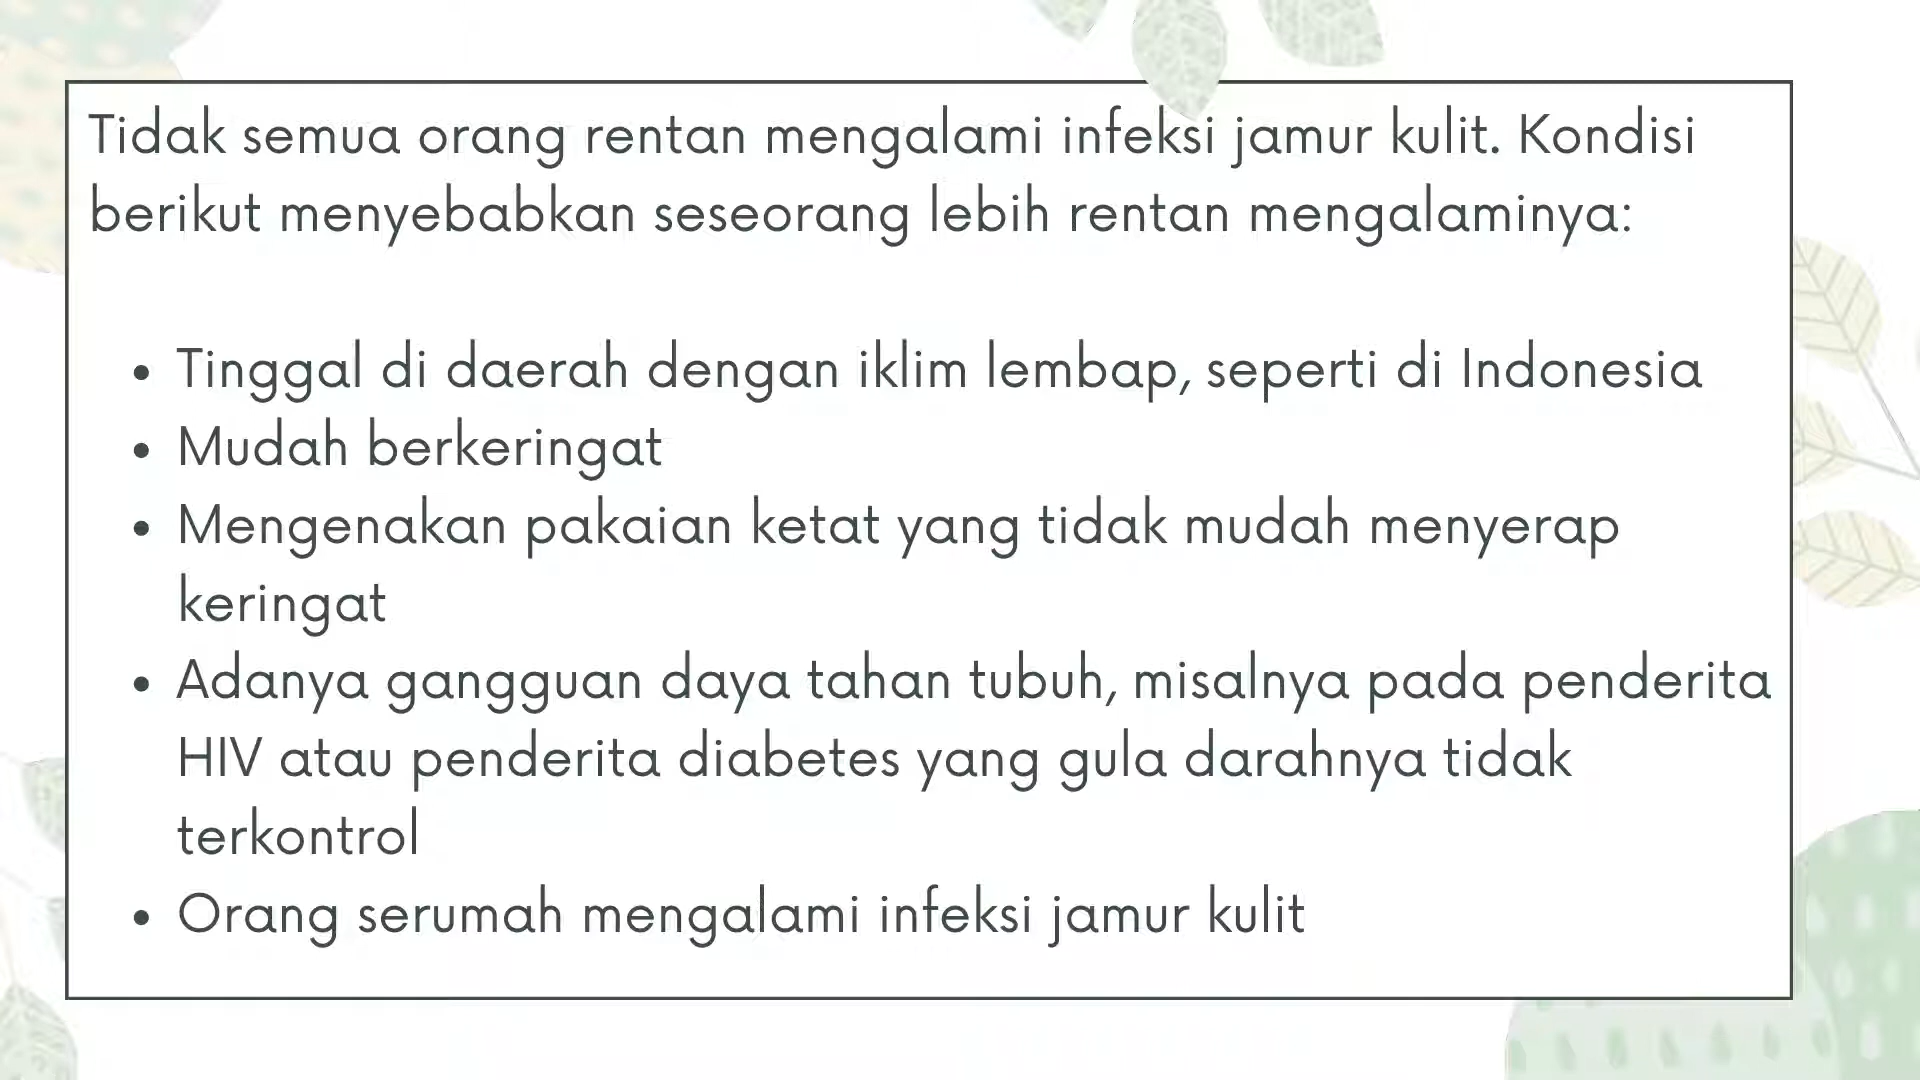 Tidak semua orang rentan mengalami infeksi jamur kulit. Kondisi
berikut menyebabkan seseorang lebih rentan mengalaminya:
• Tinggal di daerah dengan iklim lembap, seperti di Indonesia
• Mudah berkeringat
• Mengenakan pakaian ketat yang tidak mudah menyerap
keringat
• Adanya gangguan daya tahan tubuh, misalnya pada penderita
HIV atau penderita diabetes yang gula darahnya tidak
terkontrol
• Orang serumah mengalami infeksi jamur kulit